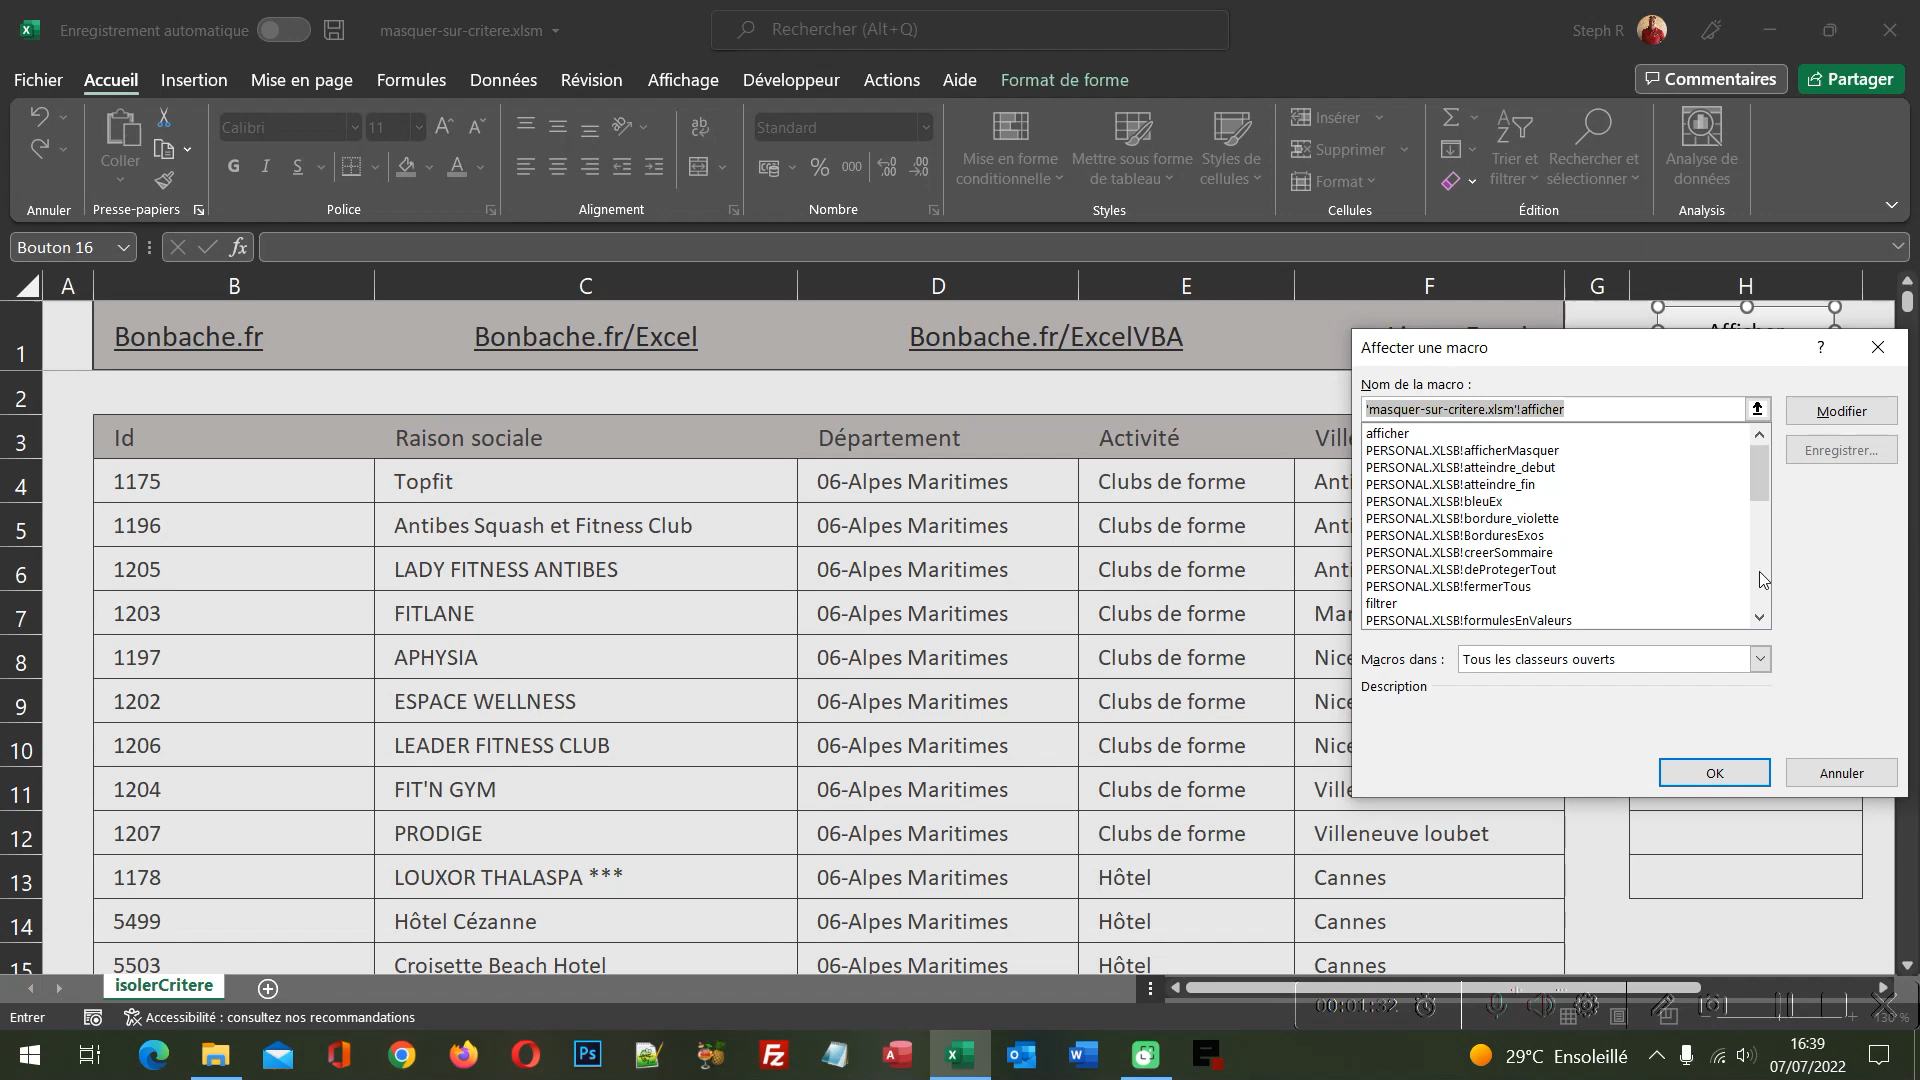 Enregistrement automatique
masquer-sur-critere.xlsm
Rechercher (Alt+Q)
Steph R
Fichier Accueil Insertion Mise en page Formules Données Révision Affichage Développeur Actions Aide Format de forme
Commentaires
Partager
Coller
Calibri 11
G I S
Standard
% 000
Mise en forme conditionnelle
Mettre sous forme de tableau
Styles de cellules
Insérer
Supprimer
Format
Trier et filtrer
Rechercher et sélectionner
Analyse de données
Annuler Presse-papiers Police Alignement Nombre Styles Cellules Édition Analysis
Bouton 16
fx
A B C D E F G H
1 Bonbache.fr Bonbache.fr/Excel Bonbache.fr/ExcelVBA
2
3 Id Raison sociale Département Activité Vill
4 1175 Topfit 06-Alpes Maritimes Clubs de forme Anti
5 1196 Antibes Squash et Fitness Club 06-Alpes Maritimes Clubs de forme Anti
6 1205 LADY FITNESS ANTIBES 06-Alpes Maritimes Clubs de forme Anti
7 1203 FITLANE 06-Alpes Maritimes Clubs de forme Mar
8 1197 APHYSIA 06-Alpes Maritimes Clubs de forme Nice
9 1202 ESPACE WELLNESS 06-Alpes Maritimes Clubs de forme Nice
10 1206 LEADER FITNESS CLUB 06-Alpes Maritimes Clubs de forme Nice
11 1204 FIT'N GYM 06-Alpes Maritimes Clubs de forme Ville
12 1207 PRODIGE 06-Alpes Maritimes Clubs de forme Villeneuve loubet
13 1178 LOUXOR THALASPA *** 06-Alpes Maritimes Hôtel Cannes
14 5499 Hôtel Cézanne 06-Alpes Maritimes Hôtel Cannes
15 5503 Croisette Beach Hotel 06-Alpes Maritimes Hôtel Cannes
Afficher
Affecter une macro ?
Nom de la macro :
'masquer-sur-critere.xlsm'!afficher
Modifier
Enregistrer...
afficher
PERSONAL.XLSB!afficherMasquer
PERSONAL.XLSB!atteindre_debut
PERSONAL.XLSB!atteindre_fin
PERSONAL.XLSB!bleuEx
PERSONAL.XLSB!bordure_violette
PERSONAL.XLSB!BorduresExos
PERSONAL.XLSB!creerSommaire
PERSONAL.XLSB!deProtegerTout
PERSONAL.XLSB!fermerTous
filtrer
PERSONAL.XLSB!formulesEnValeurs
Macros dans : Tous les classeurs ouverts
Description
OK
Annuler
isolerCritere
Entrer
Accessibilité : consultez nos recommandations
00:01:32
130 %
29°C Ensoleillé
16:39
07/07/2022